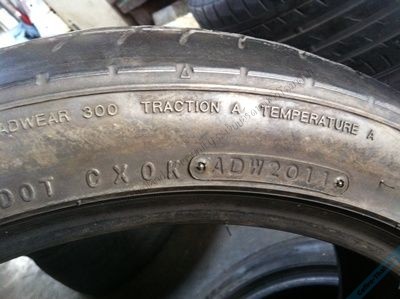 ADWEAR 300 TRACTION A TEMPERATURE A
DOT CX0K ADW2011